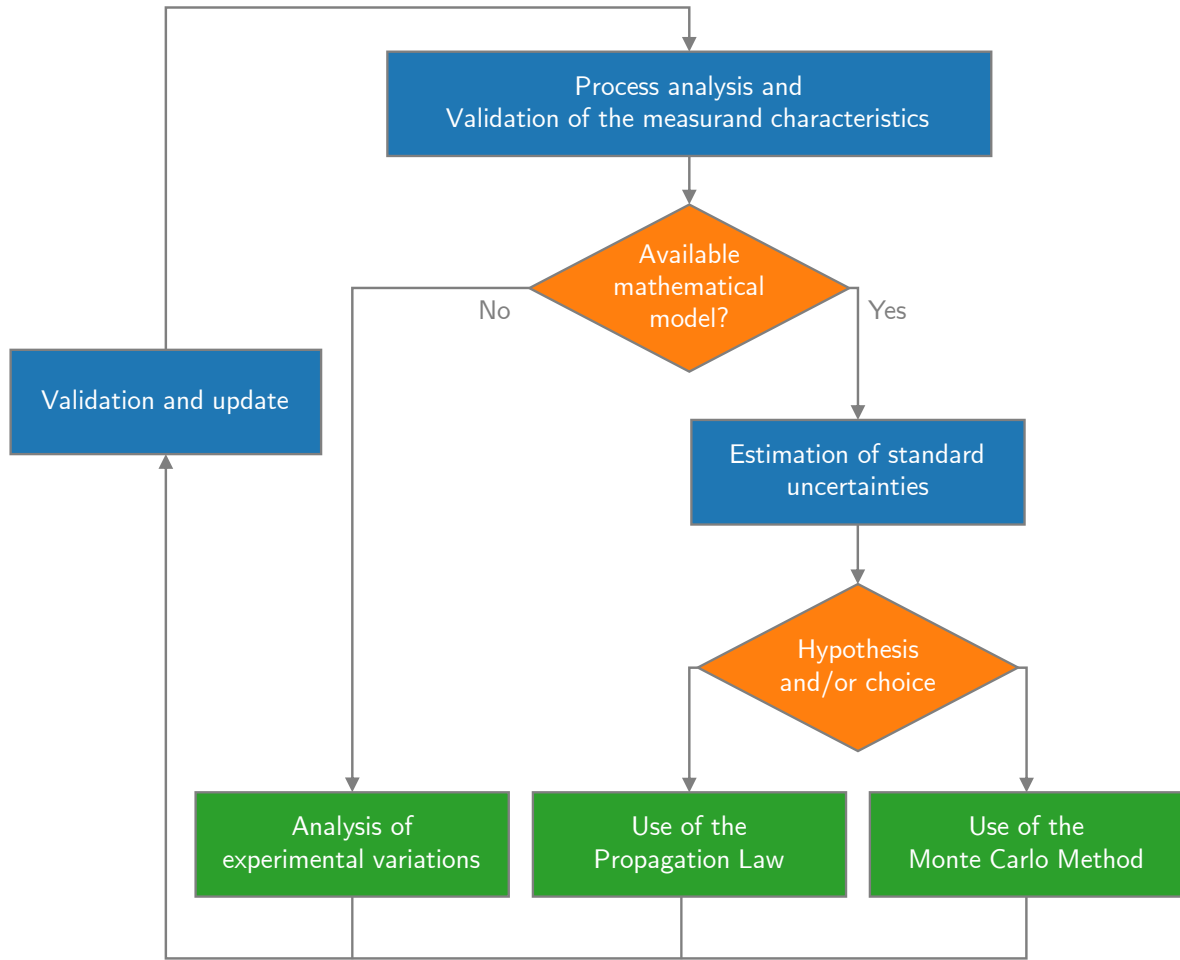 Process analysis and
Validation of the measurand characteristics
Available
mathematical
model?
No
Yes
Validation and update
Estimation of standard
uncertainties
Hypothesis
and/or choice
Analysis of
experimental variations
Use of the
Propagation Law
Use of the
Monte Carlo Method